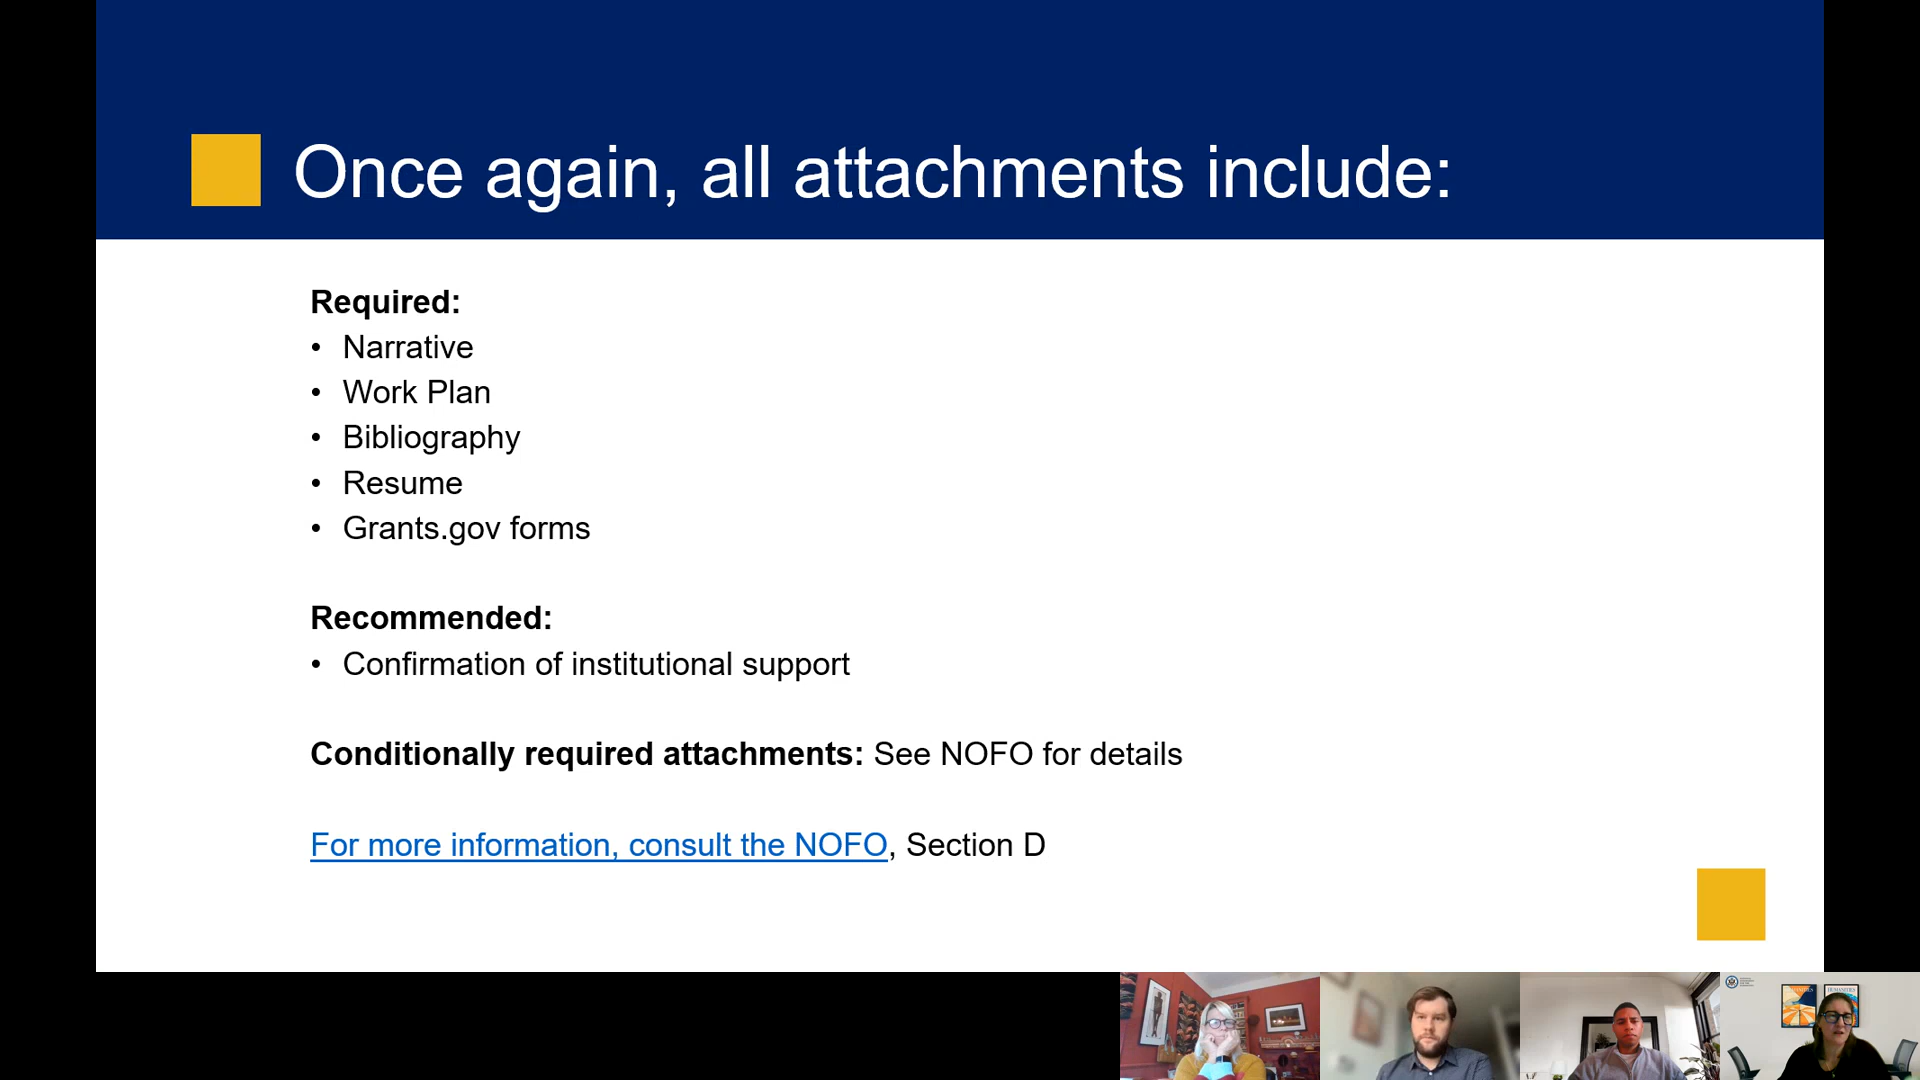 Once again, all attachments include:
Required:
• Narrative
• Work Plan
• Bibliography
• Resume
• Grants.gov forms
Recommended:
• Confirmation of institutional support
Conditionally required attachments: See NOFO for details
For more information, consult the NOFO, Section D